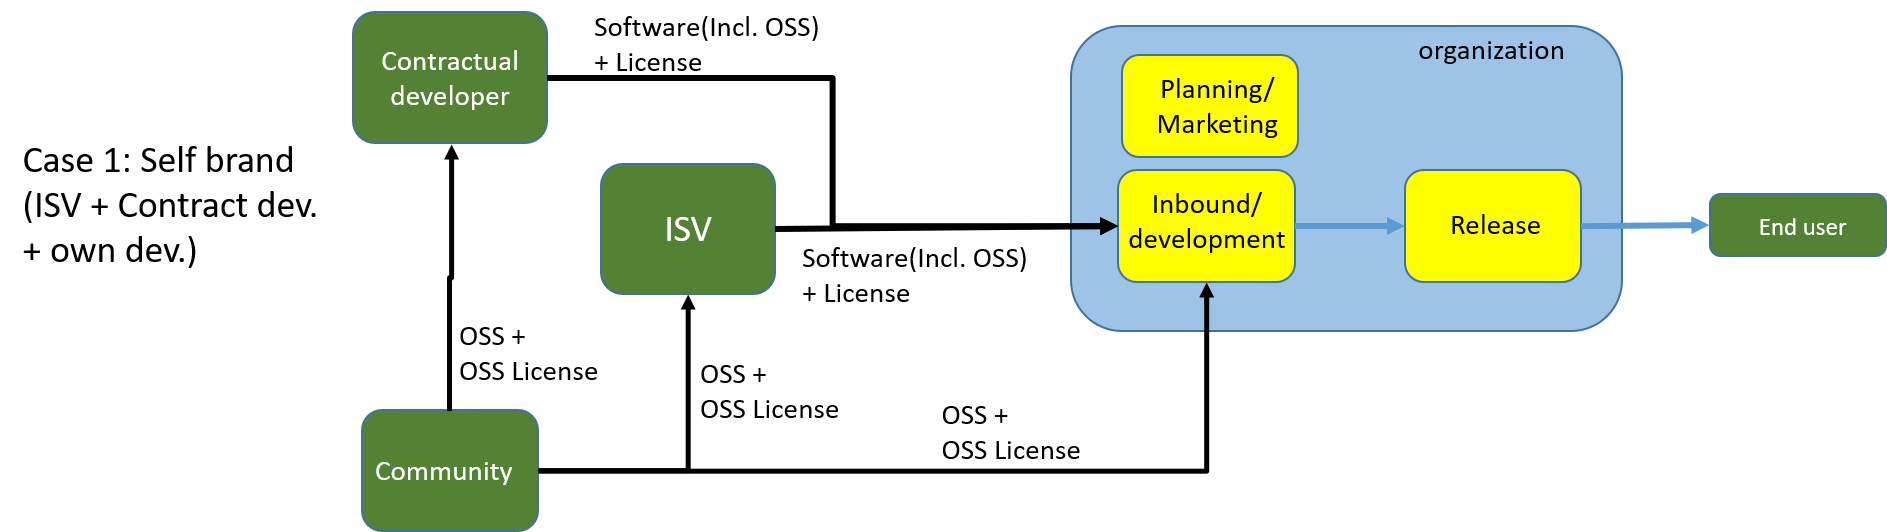 Case 1: Self brand
(ISV + Contract dev.
+ own dev.)
Contractual
developer
Software(Incl. OSS)
+ License
ISV
Software(Incl. OSS)
+ License
OSS +
OSS License
OSS +
OSS License
OSS +
OSS License
Community
organization
Planning/
Marketing
Inbound/
development
Release
End user